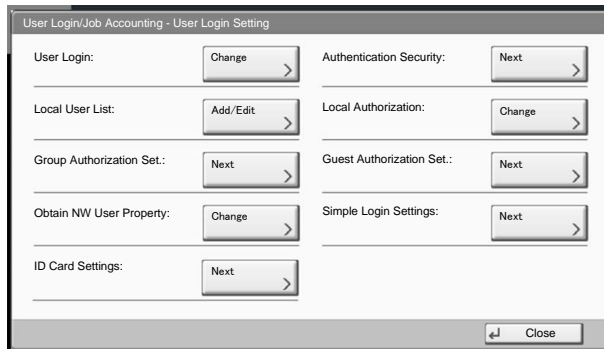 User Login/Job Accounting - User Login Setting
User Login: Change Authentication Security: Next
Local User List: Add/Edit Local Authorization: Change
Group Authorization Set.: Next Guest Authorization Set.: Next
Obtain NW User Property: Change Simple Login Settings: Next
ID Card Settings: Next
Close